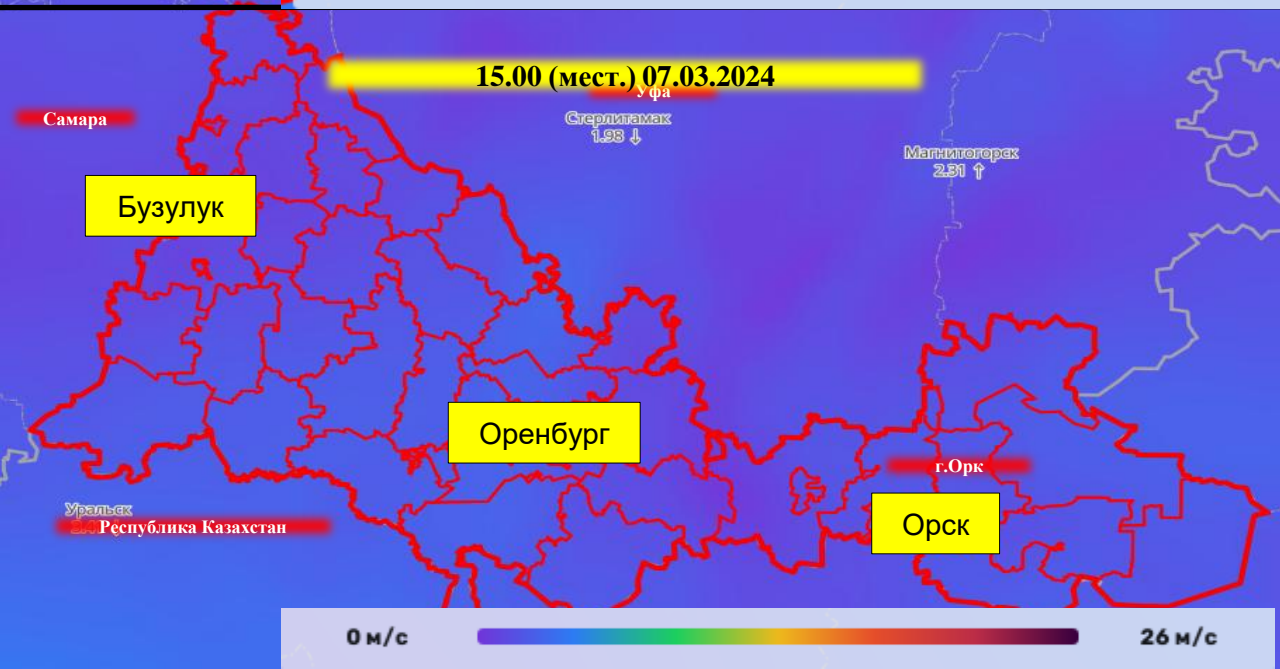 15.00 (мест.) 07.03.2024
Уфа
Самара
Стерлитамак
1.98 ↓
Магнитогорск
2.31 ↑
Бузулук
Оренбург
г.Орк
Уральск
Республика Казахстан
Орск
0 м/с
26 м/с